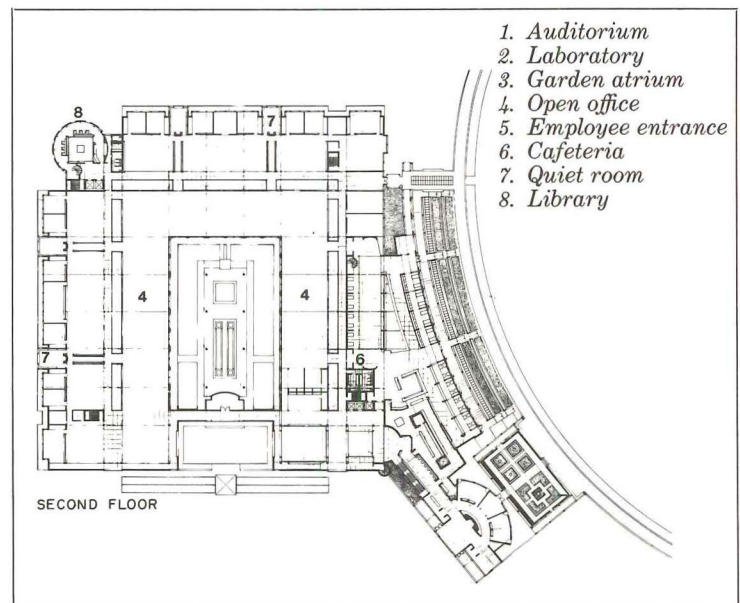 1. Auditorium
2. Laboratory
3. Garden atrium
4. Open office
5. Employee entrance
6. Cafeteria
7. Quiet room
8. Library
8
7
4
4
7
6
SECOND FLOOR